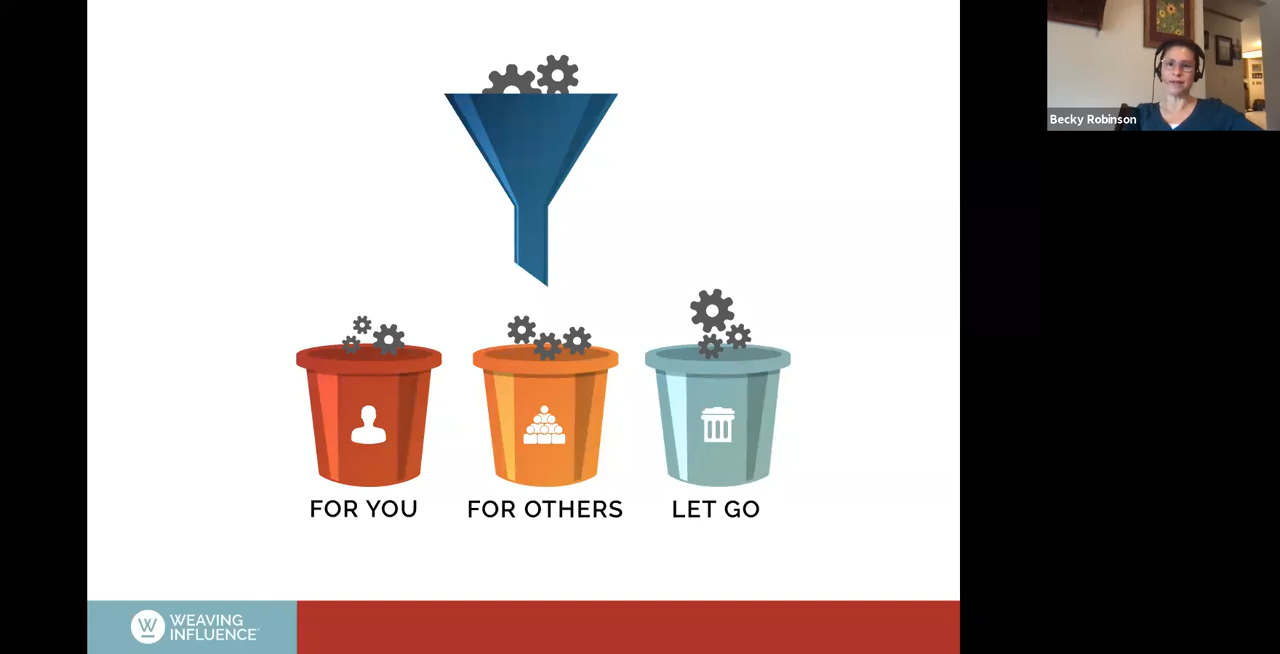 Becky Robinson
FOR YOU
FOR OTHERS
LET GO
W
WEAVING
INFLUENCE